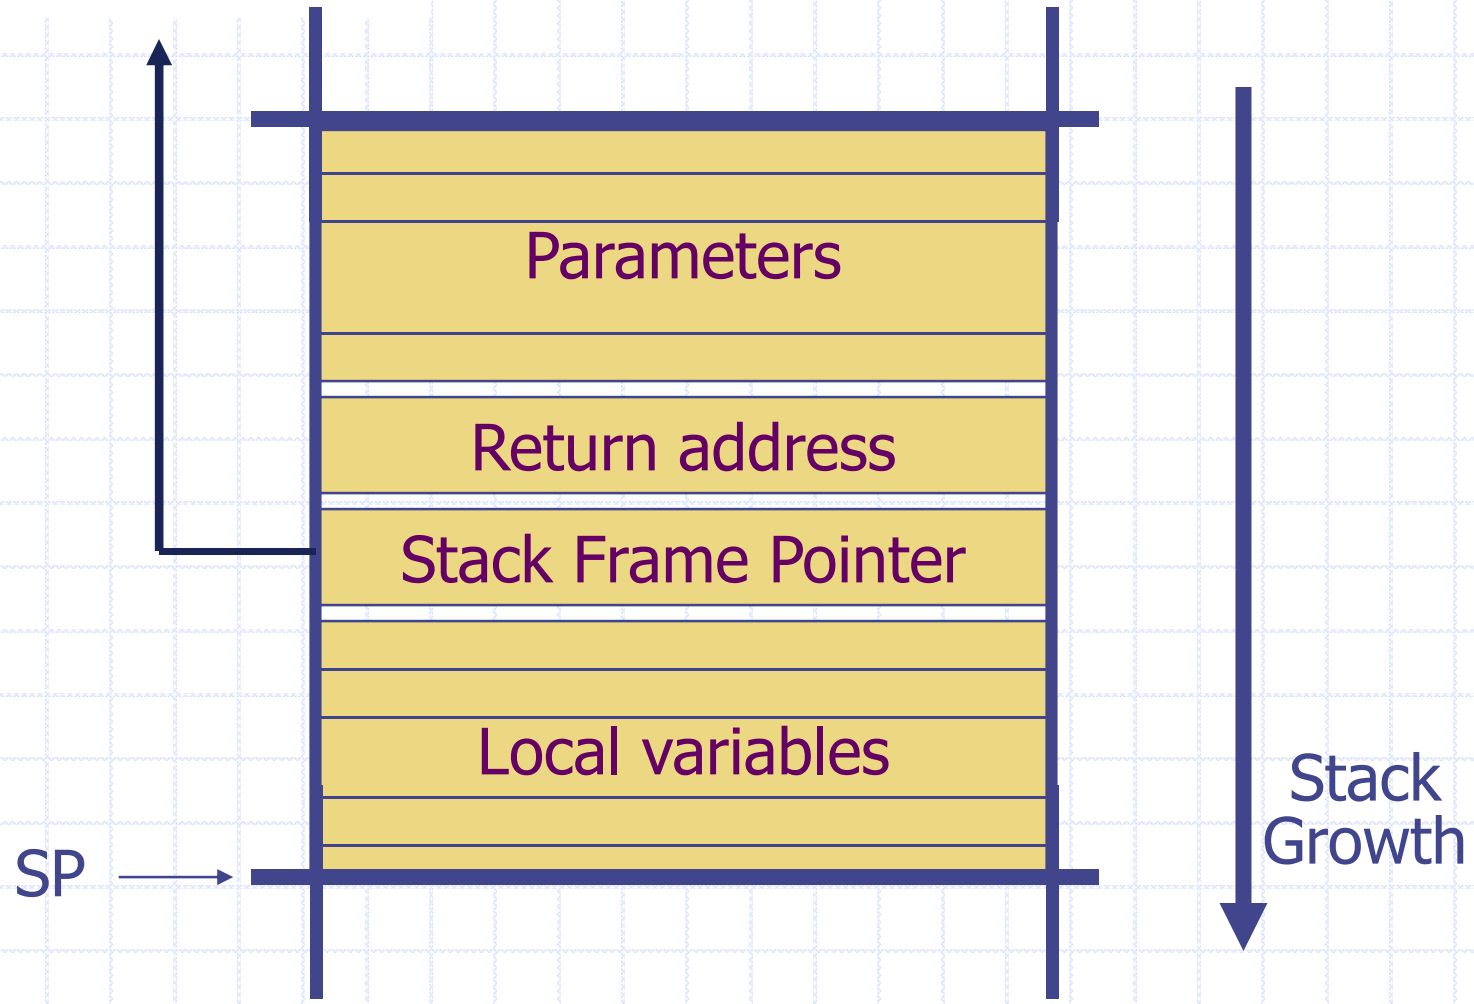 Parameters
Return address
Stack Frame Pointer
Local variables
SP
Stack
Growth